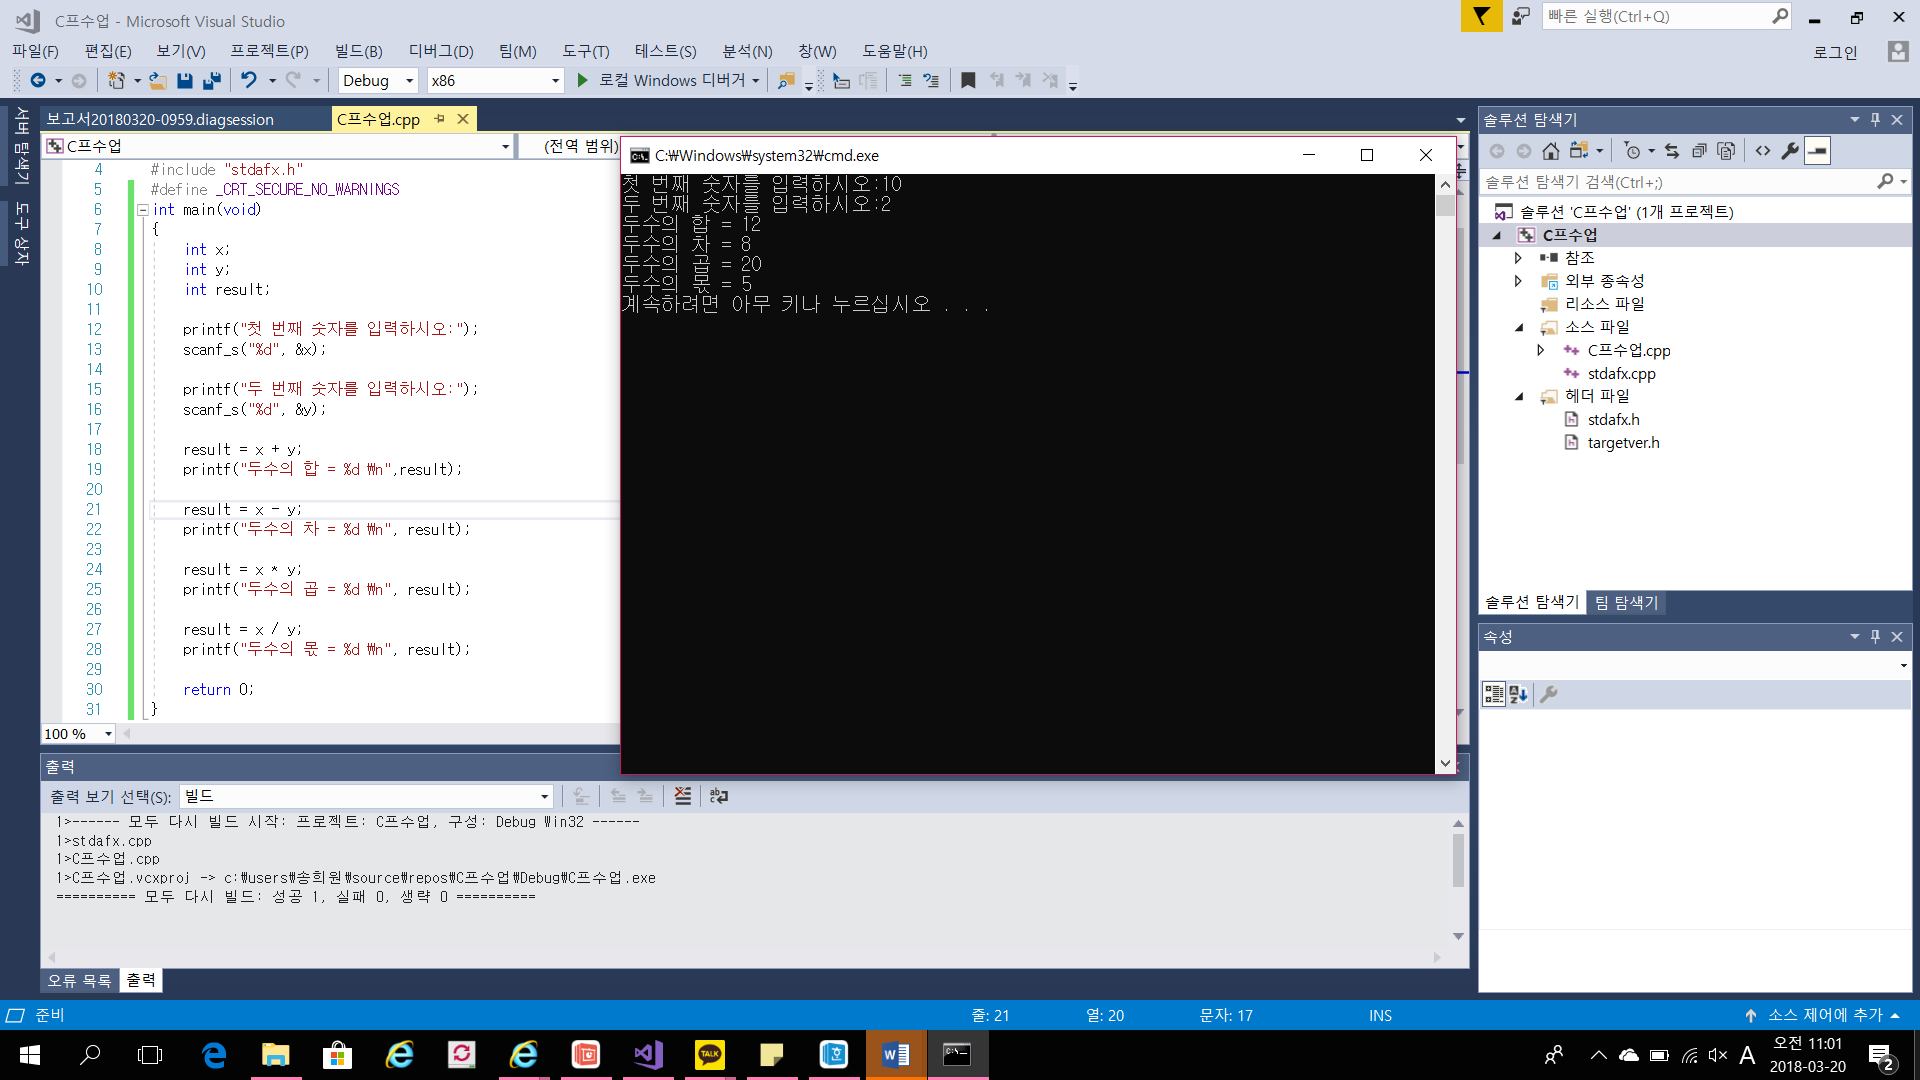 C프수업 - Microsoft Visual Studio
빠른 실행(Ctrl+Q)
파일(F) 편집(E) 보기(V) 프로젝트(P) 빌드(B) 디버그(D) 팀(M) 도구(T) 테스트(S) 분석(N) 창(W) 도움말(H)
로그인
Debug x86 로컬 Windows 디버거
서버 탐색기
도구 상자
보고서20180320-0959.diagsession C프수업.cpp
C프수업 (전역 범위)
4 #include "stdafx.h"
5 #define _CRT_SECURE_NO_WARNINGS
6 int main(void)
7 {
8 int x;
9 int y;
10 int result;
11
12 printf("첫 번째 숫자를 입력하시오:");
13 scanf_s("%d", &x);
14
15 printf("두 번째 숫자를 입력하시오:");
16 scanf_s("%d", &y);
17
18 result = x + y;
19 printf("두수의 합 = %d ₩n",result);
20
21 result = x - y;
22 printf("두수의 차 = %d ₩n", result);
23
24 result = x * y;
25 printf("두수의 곱 = %d ₩n", result);
26
27 result = x / y;
28 printf("두수의 몫 = %d ₩n", result);
29
30 return 0;
31 }
100 %
C:₩Windows₩system32₩cmd.exe
첫 번째 숫자를 입력하시오:10
두 번째 숫자를 입력하시오:2
두수의 합 = 12
두수의 차 = 8
두수의 곱 = 20
두수의 몫 = 5
계속하려면 아무 키나 누르십시오 . . .
출력
출력 보기 선택(S): 빌드
1>------ 모두 다시 빌드 시작: 프로젝트: C프수업, 구성: Debug Win32 ------
1>stdafx.cpp
1>C프수업.cpp
1>C프수업.vcxproj -> c:₩users₩송희원₩source₩repos₩C프수업₩Debug₩C프수업.exe
========== 모두 다시 빌드: 성공 1, 실패 0, 생략 0 ==========
오류 목록 출력
솔루션 탐색기
솔루션 탐색기 검색(Ctrl+;)
솔루션 'C프수업' (1개 프로젝트)
C프수업
참조
외부 종속성
리소스 파일
소스 파일
C프수업.cpp
stdafx.cpp
헤더 파일
stdafx.h
targetver.h
솔루션 탐색기 팀 탐색기
속성
준비 줄: 21 열: 20 문자: 17 INS 소스 제어에 추가
TALK
A
오전 11:01
2018-03-20
2